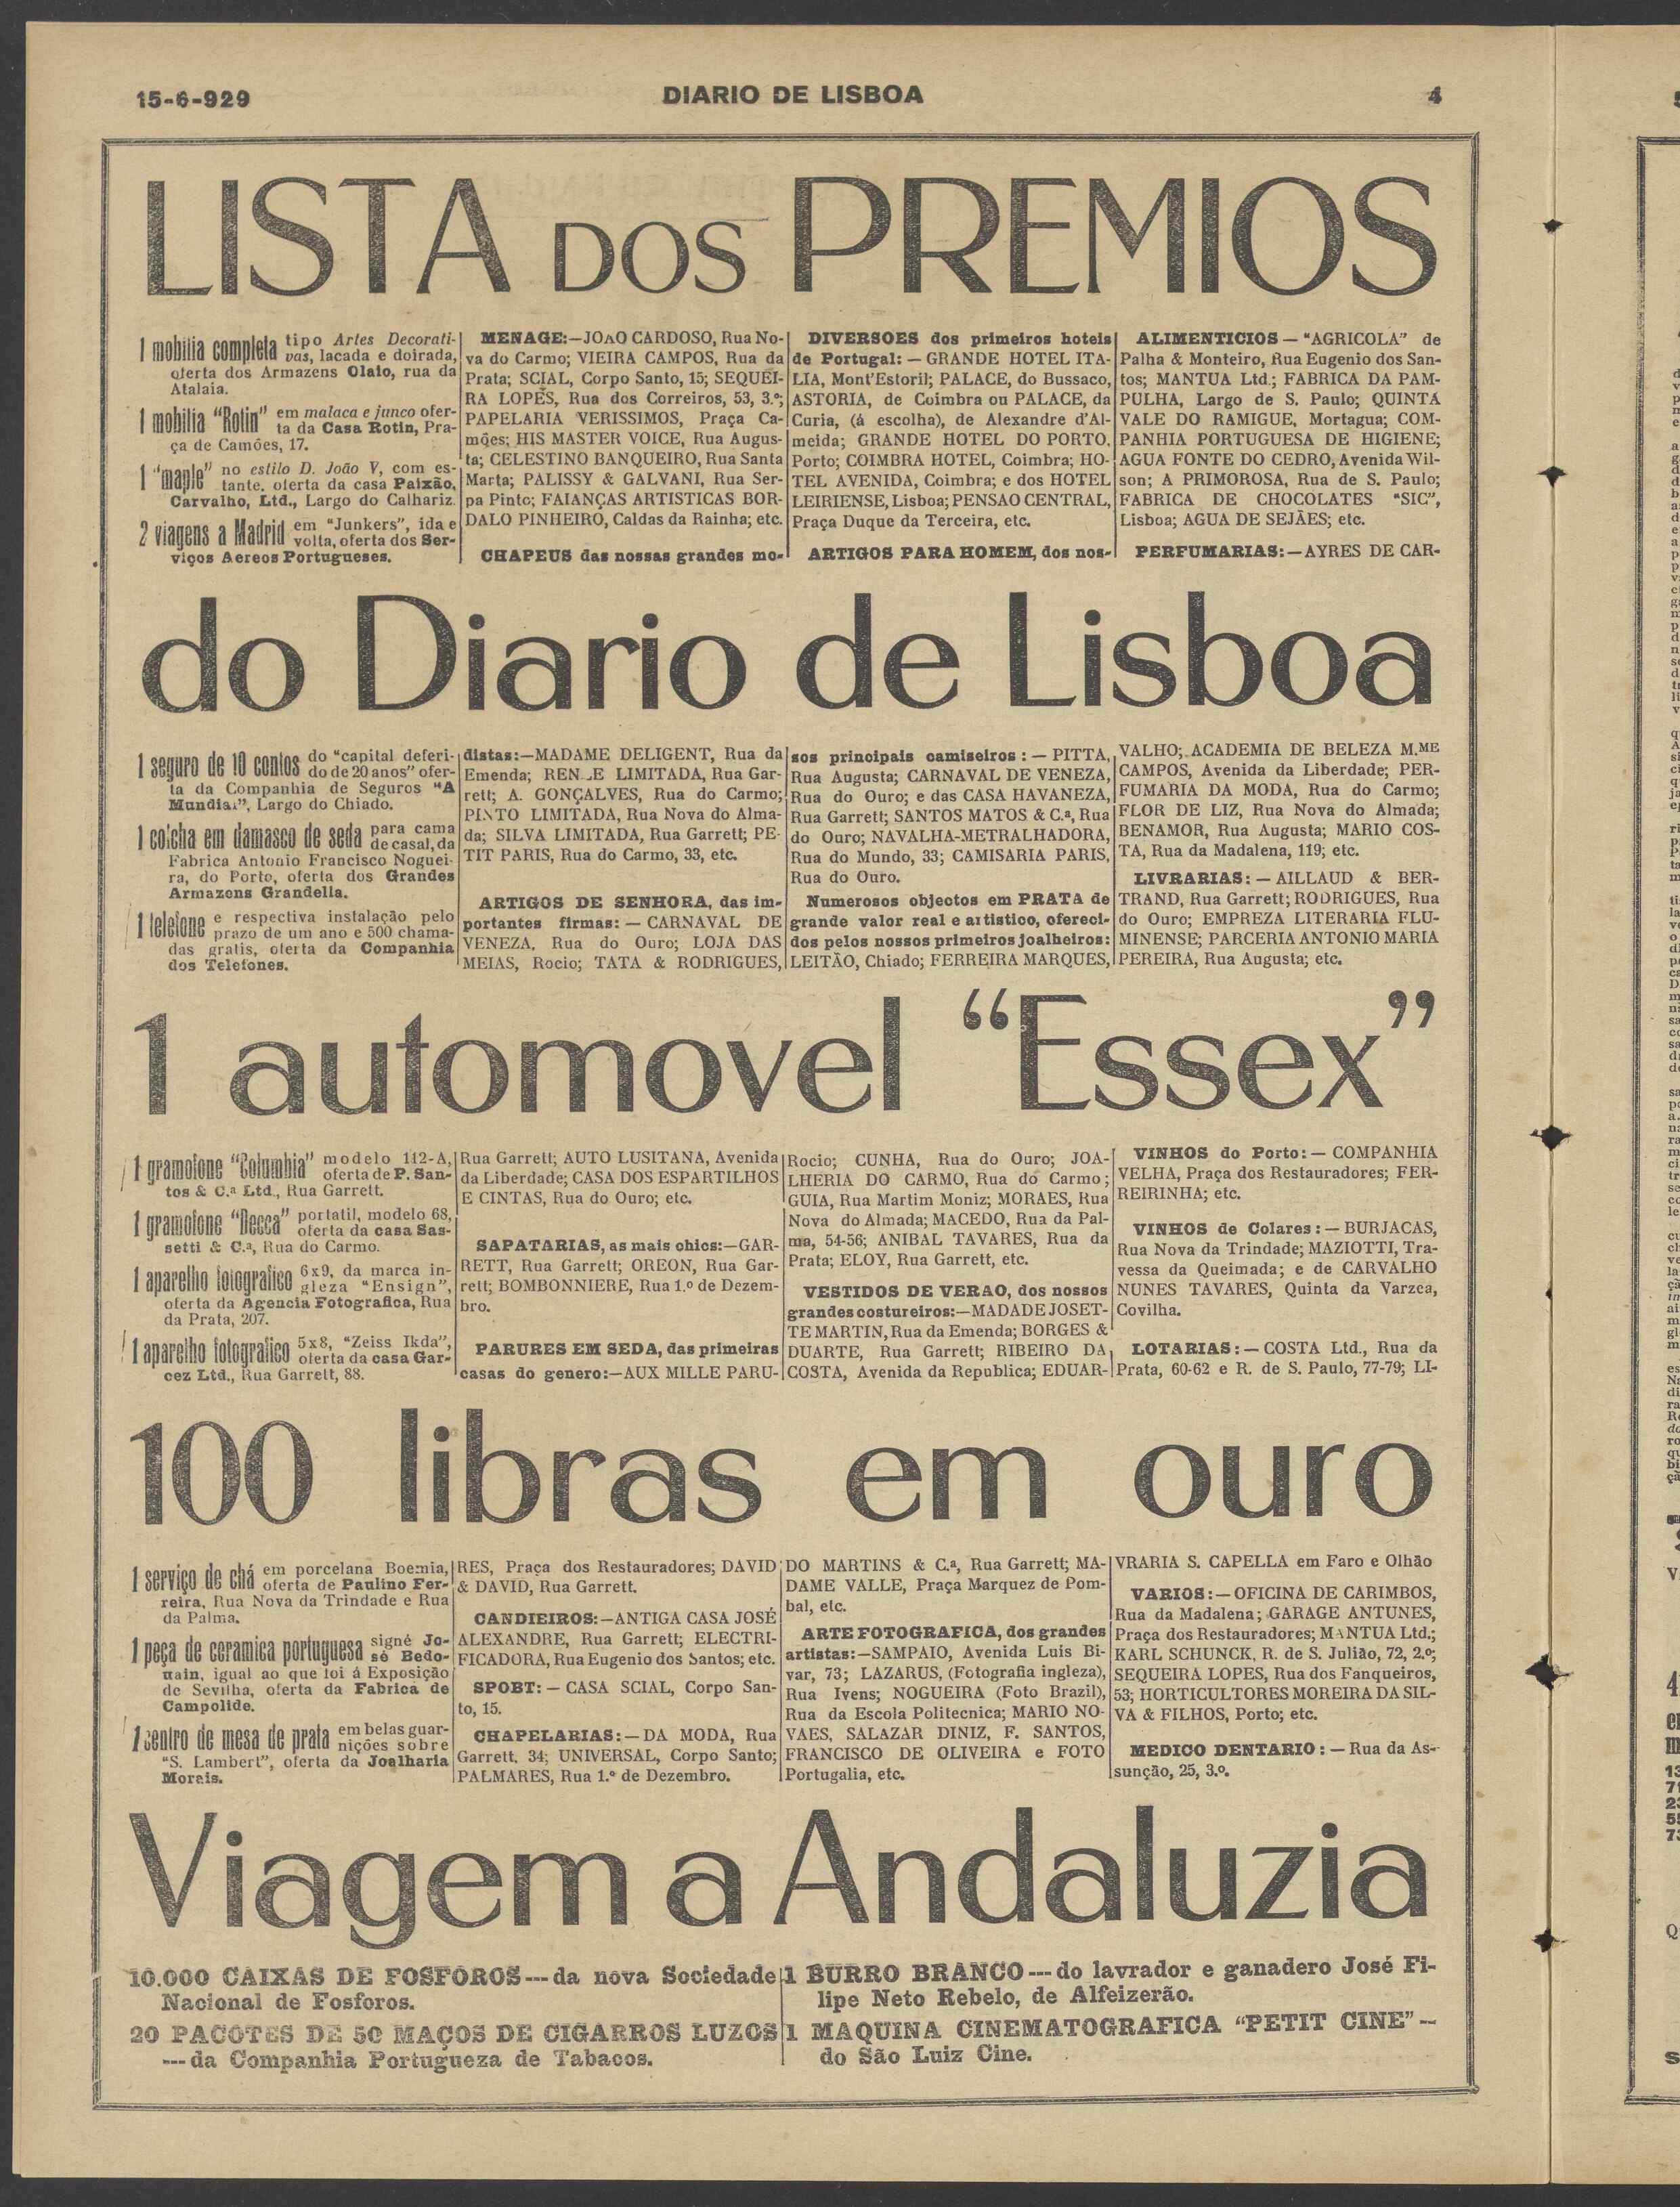 15-6-929
DIARIO DE LISBOA
4
LISTA DOS PREMIOS
1 mobilia completa tipo Artes Decorati-
vas, lacada e doirada,
oferta dos Armazens Olaio, rua da
Atalaia.
1 mobilia "Rotin" em malaca e junco ofer-
ta da Casa Rotin, Pra-
ça de Camões, 17.
1 "maple" no estilo D. João V, com es-
tante, oferta da casa Paixão,
Carvalho, Ltd., Largo do Calhariz.
2 viagens a Madrid em "Junkers", ida e
volta, oferta dos Ser-
viços Aereos Portugueses.
MENAGE:—JOAO CARDOSO, Rua No-
va do Carmo; VIEIRA CAMPOS, Rua da
Prata; SCIAL, Corpo Santo, 15; SEQUEI-
RA LOPES, Rua dos Correiros, 53, 3.º;
PAPELARIA VERISSIMOS, Praça Ca-
mões; HIS MASTER VOICE, Rua Augus-
ta; CELESTINO BANQUEIRO, Rua Santa
Marta; PALISSY & GALVANI, Rua Ser-
pa Pinto; FAIANÇAS ARTISTICAS BOR-
DALO PINHEIRO, Caldas da Rainha; etc.
CHAPEUS das nossas grandes mo-
DIVERSOES dos primeiros hoteis
de Portugal: — GRANDE HOTEL ITA-
LIA, Mont'Estoril; PALACE, do Bussaco,
ASTORIA, de Coimbra ou PALACE, da
Curia, (á escolha), de Alexandre d'Al-
meida; GRANDE HOTEL DO PORTO,
Porto; COIMBRA HOTEL, Coimbra; HO-
TEL AVENIDA, Coimbra; e dos HOTEL
LEIRIENSE, Lisboa; PENSAO CENTRAL,
Praça Duque da Terceira, etc.
ARTIGOS PARA HOMEM, dos nos-
ALIMENTICIOS — "AGRICOLA" de
Palha & Monteiro, Rua Eugenio dos San-
tos; MANTUA Ltd.; FABRICA DA PAM-
PULHA, Largo de S. Paulo; QUINTA
VALE DO RAMIGUE, Mortagua; COM-
PANHIA PORTUGUESA DE HIGIENE;
AGUA FONTE DO CEDRO, Avenida Wil-
son; A PRIMOROSA, Rua de S. Paulo;
FABRICA DE CHOCOLATES "SIC",
Lisboa; AGUA DE SEJÃES; etc.
PERFUMARIAS:—AYRES DE CAR-
do Diario de Lisboa
1 seguro de 10 contos do "capital deferi-
do de 20 anos" ofer-
ta da Companhia de Seguros "A
Mundial", Largo do Chiado.
1 colcha em damasco de seda para cama
de casal, da
Fabrica Antonio Francisco Noguei-
ra, do Porto, oferta dos Grandes
Armazens Grandella.
1 telefone e respectiva instalação pelo
prazo de um ano e 500 chama-
das gratis, oferta da Companhia
dos Telefones.
distas:—MADAME DELIGENT, Rua da
Emenda; LIMITADA, Rua Gar-
rett; A. GONÇALVES, Rua do Carmo;
PINTO LIMITADA, Rua Nova do Alma-
da; SILVA LIMITADA, Rua Garrett; PE-
TIT PARIS, Rua do Carmo, 33, etc.
ARTIGOS DE SENHORA, das im-
portantes firmas: — CARNAVAL DE
VENEZA, Rua do Ouro; LOJA DAS
MEIAS, Rocio; TATA & RODRIGUES,
sos principais camiseiros : — PITTA,
Rua Augusta; CARNAVAL DE VENEZA,
Rua do Ouro; e das CASA HAVANEZA,
Rua Garrett; SANTOS MATOS & C.ª, Rua
do Ouro; NAVALHA-METRALHADORA,
Rua do Mundo, 33; CAMISARIA PARIS,
Rua do Ouro.
Numerosos objectos em PRATA de
grande valor real e artistico, ofereci-
dos pelos nossos primeiros joalheiros:
LEITÃO, Chiado; FERREIRA MARQUES,
VALHO; ACADEMIA DE BELEZA M.ME
CAMPOS, Avenida da Liberdade; PER-
FUMARIA DA MODA, Rua do Carmo;
FLOR DE LIZ, Rua Nova do Almada;
BENAMOR, Rua Augusta; MARIO COS-
TA, Rua da Madalena, 119; etc.
LIVRARIAS: — AILLAUD & BER-
TRAND, Rua Garrett; RODRIGUES, Rua
do Ouro; EMPREZA LITERARIA FLU-
MINENSE; PARCERIA ANTONIO MARIA
PEREIRA, Rua Augusta; etc.
1 automovel "Essex"
1 gramofone "Columbia" modelo 112-A,
oferta de P. San-
tos & C.ª Ltd., Rua Garrett.
1 gramofone "Decca" portatil, modelo 68,
oferta da casa Sas-
setti & C.ª, Rua do Carmo.
1 aparelho fotografico 6x9, da marca in-
gleza "Ensign",
oferta da Agencia Fotografica, Rua
da Prata, 207.
1 aparelho fotografico 5x8, "Zeiss Ikda",
oferta da casa Gar-
cez Ltd., Rua Garrett, 88.
Rua Garrett; AUTO LUSITANA, Avenida
da Liberdade; CASA DOS ESPARTILHOS
E CINTAS, Rua do Ouro; etc.
SAPATARIAS, as mais chics:—GAR-
RETT, Rua Garrett; OREON, Rua Gar-
rett; BOMBONNIERE, Rua 1.º de Dezem-
bro.
PARURES EM SEDA, das primeiras
casas do genero:—AUX MILLE PARU-
Rocio; CUNHA, Rua do Ouro; JOA-
LHERIA DO CARMO, Rua do Carmo;
GUIA, Rua Martim Moniz; MORAES, Rua
Nova do Almada; MACEDO, Rua da Pal-
ma, 54-56; ANIBAL TAVARES, Rua da
Prata; ELOY, Rua Garrett, etc.
VESTIDOS DE VERAO, dos nossos
grandes costureiros:—MADADE JOSET-
TE MARTIN, Rua da Emenda; BORGES &
DUARTE, Rua Garrett; RIBEIRO DA
COSTA, Avenida da Republica; EDUAR-
VINHOS do Porto: — COMPANHIA
VELHA, Praça dos Restauradores; FER-
REIRINHA; etc.
VINHOS de Colares : — BURJACAS,
Rua Nova da Trindade; MAZIOTTI, Tra-
vessa da Queimada; e de CARVALHO
NUNES TAVARES, Quinta da Varzea,
Covilha.
LOTARIAS: — COSTA Ltd., Rua da
Prata, 60-62 e R. de S. Paulo, 77-79; LI-
100 libras em ouro
1 serviço de chá em porcelana Boemia,
oferta de Paulino Fer-
reira, Rua Nova da Trindade e Rua
da Palma.
1 peça de ceramica portuguesa signé Jo-
sé Bedo-
uain, igual ao que foi á Exposição
de Sevilha, oferta da Fabrica de
Campolide.
1 centro de mesa de prata em belas guar-
nições sobre
"S. Lambert", oferta da Joalharia
Morais.
RES, Praça dos Restauradores; DAVID
& DAVID, Rua Garrett.
CANDIEIROS:—ANTIGA CASA JOSÉ
ALEXANDRE, Rua Garrett; ELECTRI-
FICADORA, Rua Eugenio dos Santos; etc.
SPOBT: — CASA SCIAL, Corpo San-
to, 15.
CHAPELARIAS:—DA MODA, Rua
Garrett, 34; UNIVERSAL, Corpo Santo;
PALMARES, Rua 1.º de Dezembro.
DO MARTINS & C.ª, Rua Garrett; MA-
DAME VALLE, Praça Marquez de Pom-
bal, etc.
ARTE FOTOGRAFICA, dos grandes
artistas:—SAMPAIO, Avenida Luis Bi-
var, 73; LAZARUS, (Fotografia ingleza),
Rua Ivens; NOGUEIRA (Foto Brazil),
Rua da Escola Politecnica; MARIO NO-
VAES, SALAZAR DINIZ, F. SANTOS,
FRANCISCO DE OLIVEIRA e FOTO
Portugalia, etc.
VRARIA S. CAPELLA em Faro e Olhão
VARIOS:—OFICINA DE CARIMBOS,
Rua da Madalena; GARAGE ANTUNES,
Praça dos Restauradores; MANTUA Ltd.;
KARL SCHUNCK, R. de S. Julião, 72, 2.º;
SEQUEIRA LOPES, Rua dos Fanqueiros,
53; HORTICULTORES MOREIRA DA SIL-
VA & FILHOS, Porto; etc.
MEDICO DENTARIO : — Rua da As-
sunção, 25, 3.º.
Viagem a Andaluzia
10.000 CAIXAS DE FOSFOROS---da nova Sociedade
Nacional de Fosforos.
20 PACOTES DE 50 MAÇOS DE CIGARROS LUZOS
---da Companhia Portugueza de Tabacos.
1 BURRO BRANCO---do lavrador e ganadero José Fi-
lipe Neto Rebelo, de Alfeizerão.
1 MAQUINA CINEMATOGRAFICA "PETIT CINE"--
do São Luiz Cine.